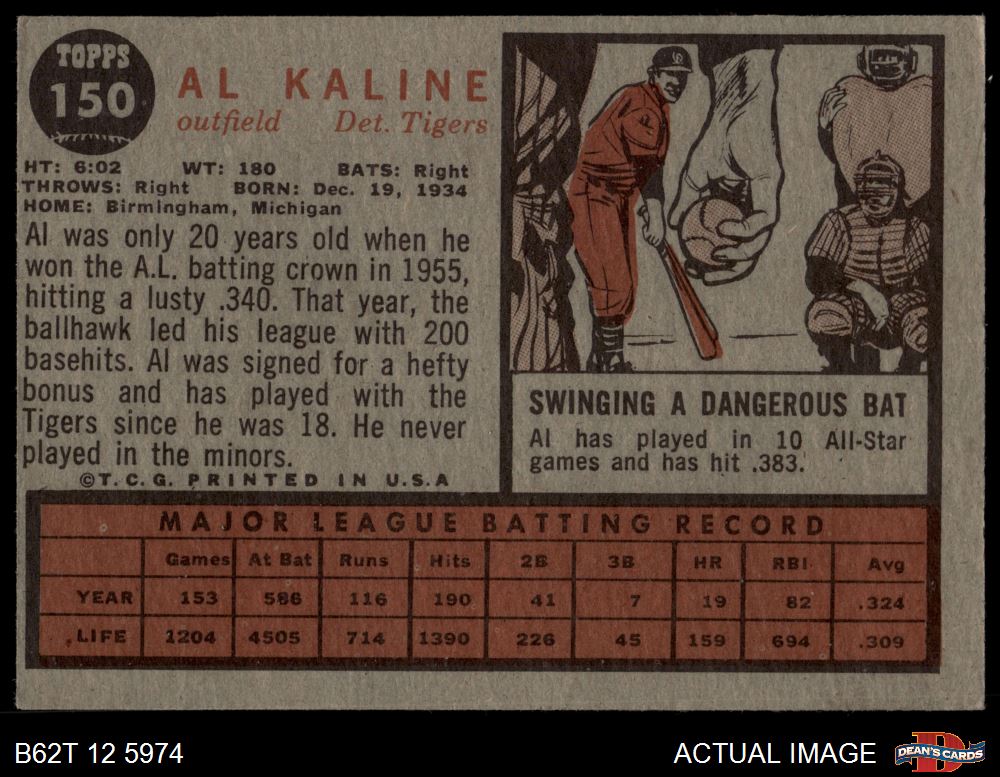 TOPPS
150
AL KALINE
outfield Det. Tigers
HT: 6:02 WT: 180 BATS: Right
THROWS: Right BORN: Dec. 19, 1934
HOME: Birmingham, Michigan
Al was only 20 years old when he
won the A.L. batting crown in 1955,
hitting a lusty .340. That year, the
ballhawk led his league with 200
basehits. Al was signed for a hefty
bonus and has played with the
Tigers since he was 18. He never
played in the minors.
©T.C.G. PRINTED IN U.S.A
SWINGING A DANGEROUS BAT
Al has played in 10 All-Star
games and has hit .383.
MAJOR LEAGUE BATTING RECORD
Games At Bat Runs Hits 2B 3B HR RBI Avg
YEAR 153 586 116 190 41 7 19 82 .324
LIFE 1204 4505 714 1390 226 45 159 694 .309
B62T 12 5974
ACTUAL IMAGE
D
DEAN'S CARDS